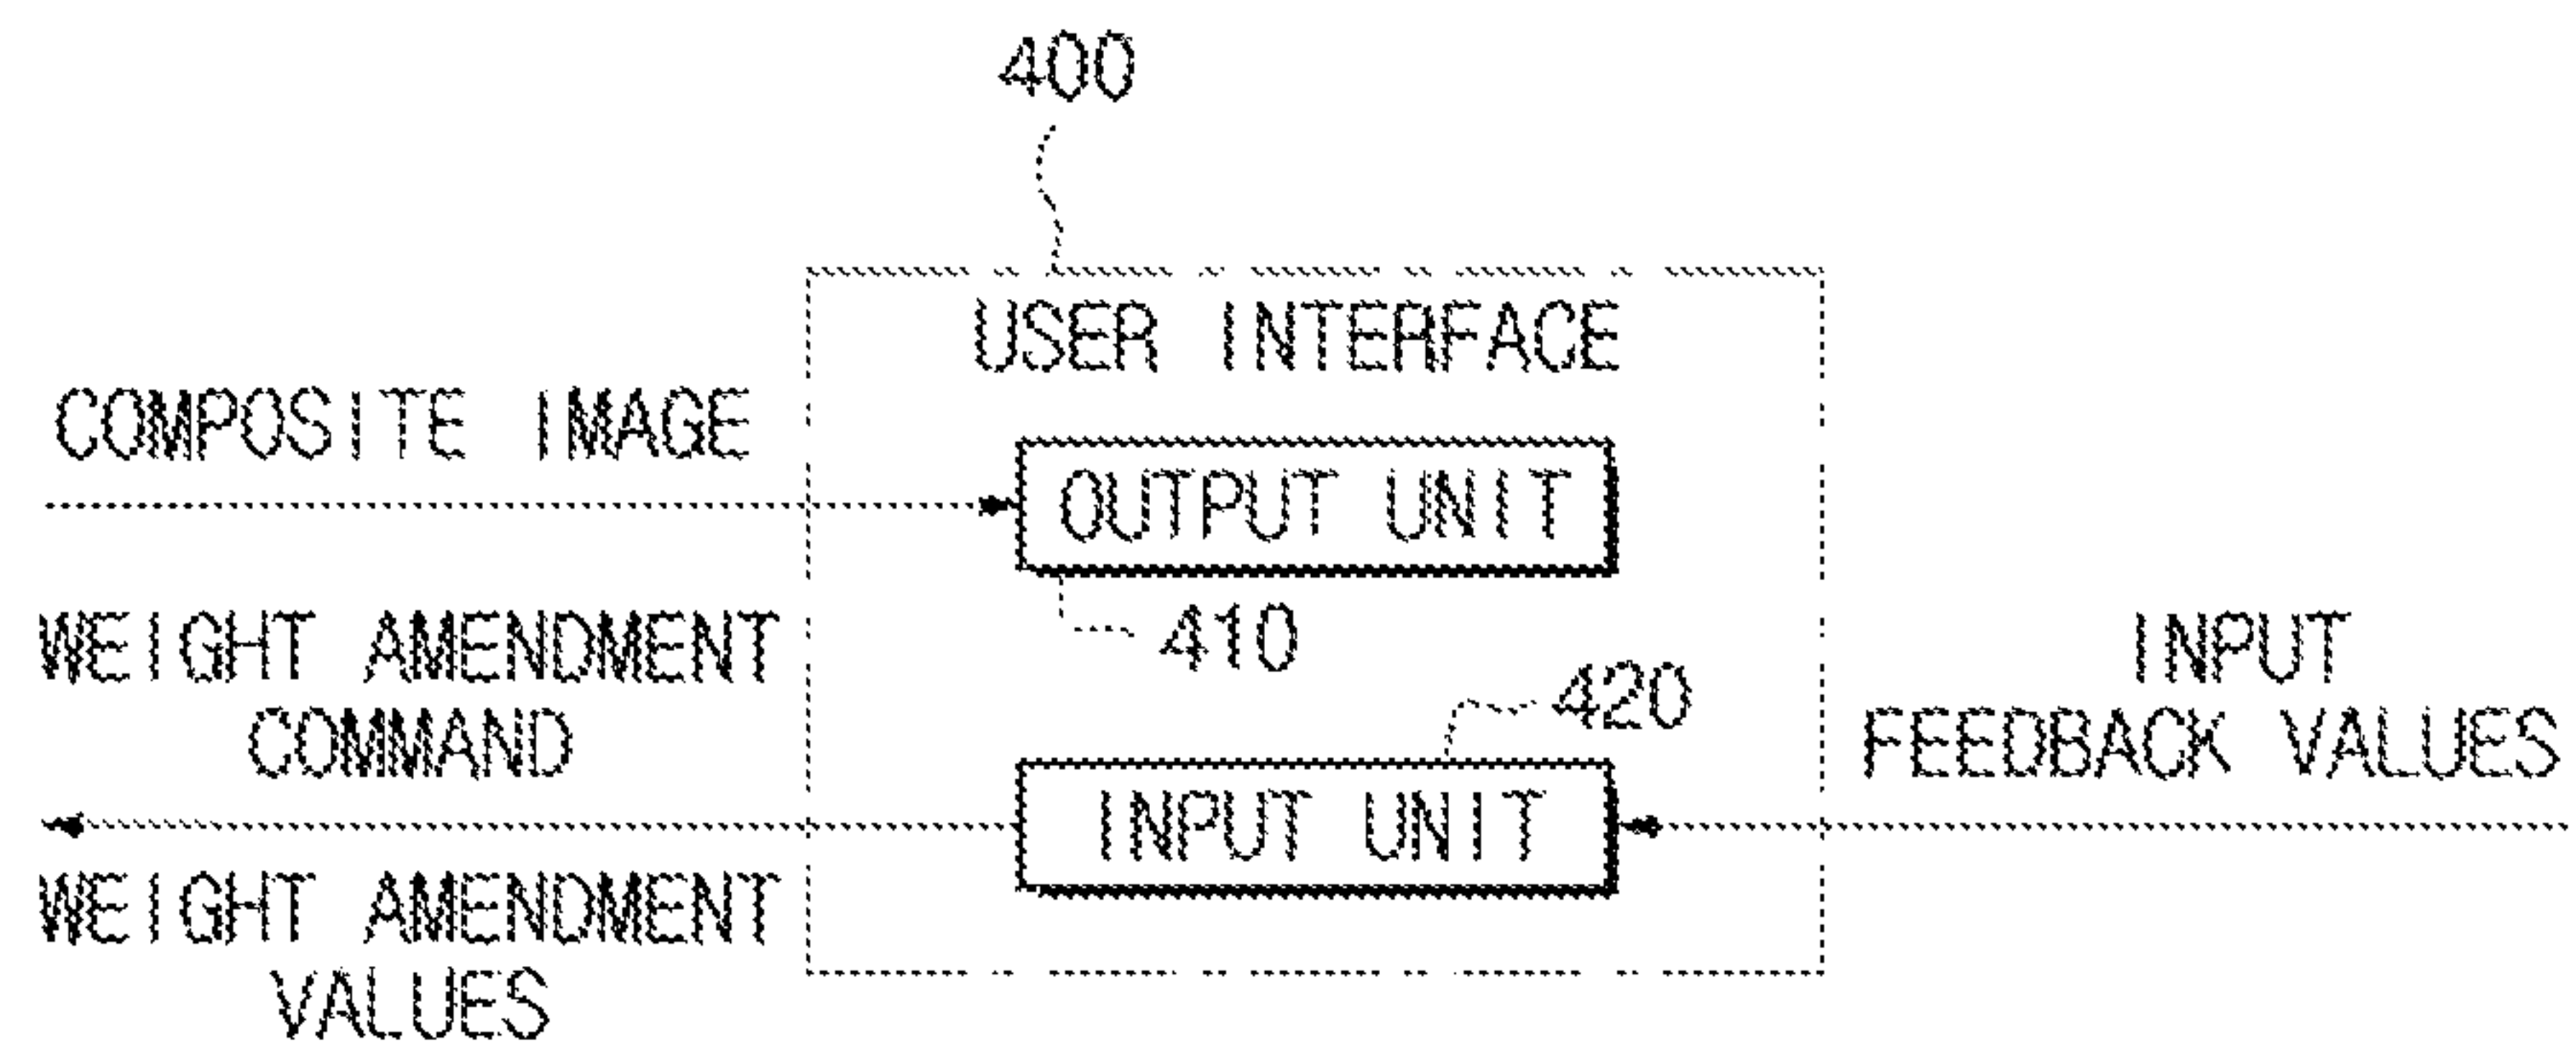 400
USER INTERFACE
COMPOSITE IMAGE
OUTPUT UNIT
410
WEIGHT AMENDMENT
COMMAND
420
INPUT
FEEDBACK VALUES
INPUT UNIT
WEIGHT AMENDMENT
VALUES